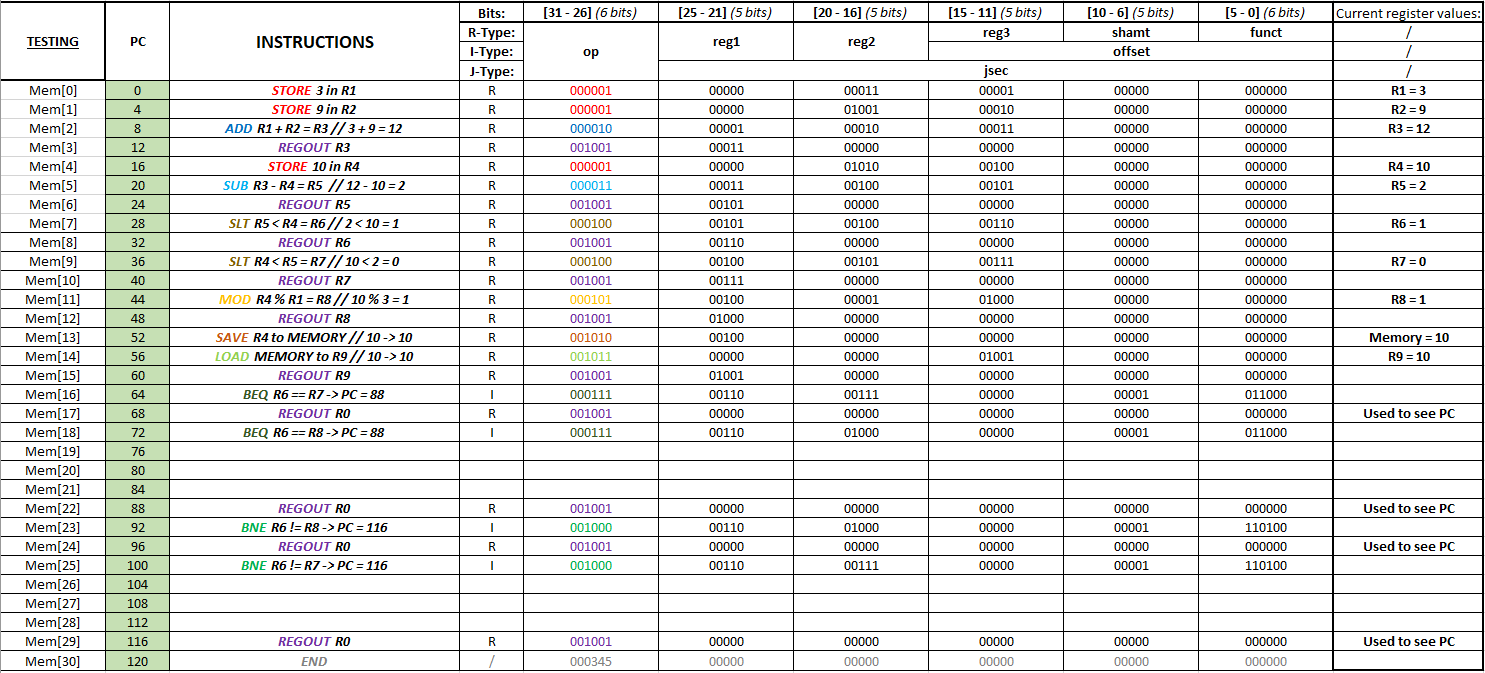 Bits: [31 - 26] (6 bits) [25 - 21] (5 bits) [20 - 16] (5 bits) [15 - 11] (5 bits) [10 - 6] (5 bits) [5 - 0] (6 bits) Current register values:
TESTING PC INSTRUCTIONS R-Type: op reg1 reg2 reg3 shamt funct /
I-Type: offset /
J-Type: jsec /
Mem[0] 0 STORE 3 in R1 R 000001 00000 00011 00001 00000 000000 R1 = 3
Mem[1] 4 STORE 9 in R2 R 000001 00000 01001 00010 00000 000000 R2 = 9
Mem[2] 8 ADD R1 + R2 = R3 // 3 + 9 = 12 R 000010 00001 00010 00011 00000 000000 R3 = 12
Mem[3] 12 REGOUT R3 R 001001 00011 00000 00000 00000 000000
Mem[4] 16 STORE 10 in R4 R 000001 00000 01010 00100 00000 000000 R4 = 10
Mem[5] 20 SUB R3 - R4 = R5 // 12 - 10 = 2 R 000011 00011 00100 00101 00000 000000 R5 = 2
Mem[6] 24 REGOUT R5 R 001001 00101 00000 00000 00000 000000
Mem[7] 28 SLT R5 < R4 = R6 // 2 < 10 = 1 R 000100 00101 00100 00110 00000 000000 R6 = 1
Mem[8] 32 REGOUT R6 R 001001 00110 00000 00000 00000 000000
Mem[9] 36 SLT R4 < R5 = R7 // 10 < 2 = 0 R 000100 00100 00101 00111 00000 000000 R7 = 0
Mem[10] 40 REGOUT R7 R 001001 00111 00000 00000 00000 000000
Mem[11] 44 MOD R4 % R1 = R8 // 10 % 3 = 1 R 000101 00100 00001 01000 00000 000000 R8 = 1
Mem[12] 48 REGOUT R8 R 001001 01000 00000 00000 00000 000000
Mem[13] 52 SAVE R4 to MEMORY // 10 -> 10 R 001010 00100 00000 00000 00000 000000 Memory = 10
Mem[14] 56 LOAD MEMORY to R9 // 10 -> 10 R 001011 00000 00000 01001 00000 000000 R9 = 10
Mem[15] 60 REGOUT R9 R 001001 01001 00000 00000 00000 000000
Mem[16] 64 BEQ R6 == R7 -> PC = 88 I 000111 00110 00111 00000 00001 011000
Mem[17] 68 REGOUT R0 R 001001 00000 00000 00000 00000 000000 Used to see PC
Mem[18] 72 BEQ R6 == R8 -> PC = 88 I 000111 00110 01000 00000 00001 011000
Mem[19] 76
Mem[20] 80
Mem[21] 84
Mem[22] 88 REGOUT R0 R 001001 00000 00000 00000 00000 000000 Used to see PC
Mem[23] 92 BNE R6 != R8 -> PC = 116 I 001000 00110 01000 00000 00001 110100
Mem[24] 96 REGOUT R0 R 001001 00000 00000 00000 00000 000000 Used to see PC
Mem[25] 100 BNE R6 != R7 -> PC = 116 I 001000 00110 00111 00000 00001 110100
Mem[26] 104
Mem[27] 108
Mem[28] 112
Mem[29] 116 REGOUT R0 R 001001 00000 00000 00000 00000 000000 Used to see PC
Mem[30] 120 END / 000345 00000 00000 00000 00000 000000